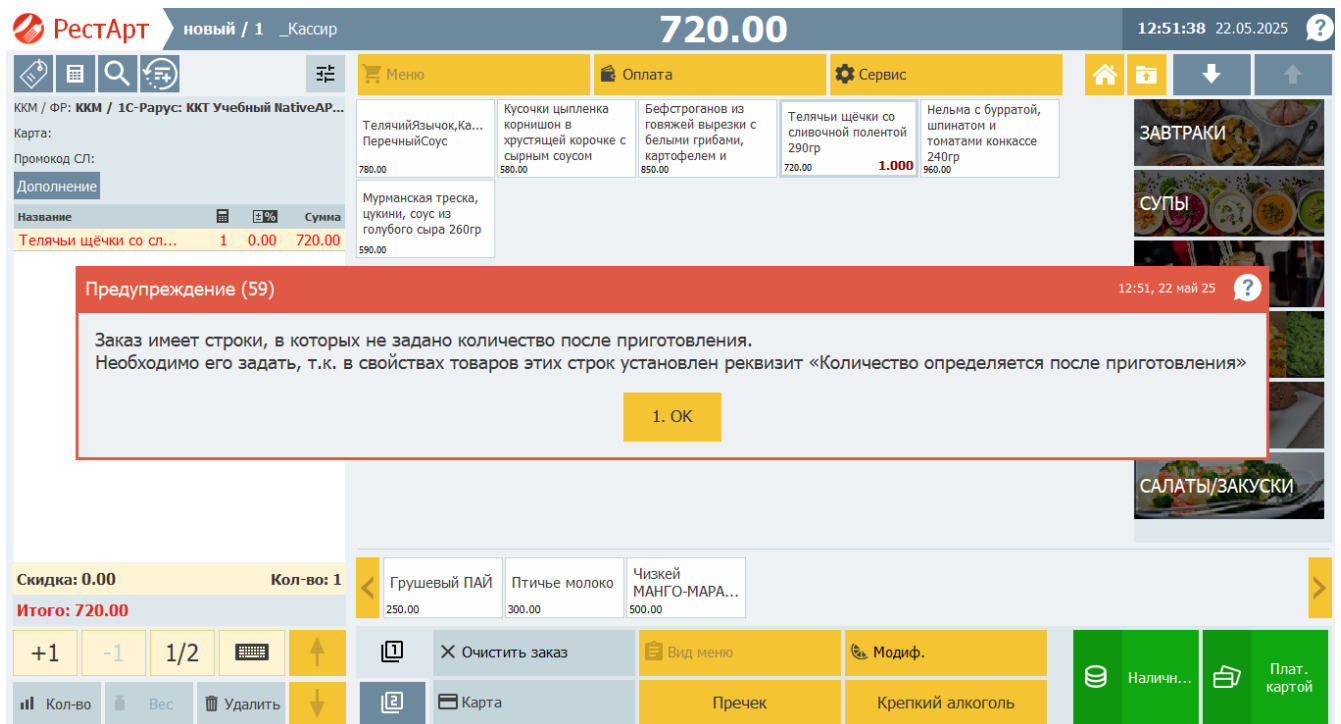 РестАрт
новый / 1 _Кассир
720.00
12:51:38 22.05.2025
?
Меню
Оплата
Сервис
ККМ / ФР: ККМ / 1С-Рарус: ККТ Учебный NativeAP...
Карта:
Промокод СЛ:
Дополнение
Название ±% Сумма
Телячьи щёчки со сл... 1 0.00 720.00
ТелячийЯзычок,Ка...
ПеречныйСоус
780.00
Кусочки цыпленка
корнишон в
хрустящей корочке с
сырным соусом
580.00
Бефстроганов из
говяжей вырезки с
белыми грибами,
картофелем и
850.00
Телячьи щёчки со
сливочной полентой
290гр
720.00 1.000
Нельма с бурратой,
шпинатом и
томатами конкассе
240гр
960.00
Мурманская треска,
цукини, соус из
голубого сыра 260гр
590.00
ЗАВТРАКИ
СУПЫ
Предупреждение (59)
12:51, 22 май 25
?
Заказ имеет строки, в которых не задано количество после приготовления.
Необходимо его задать, т.к. в свойствах товаров этих строк установлен реквизит «Количество определяется после приготовления»
1. OK
САЛАТЫ/ЗАКУСКИ
Скидка: 0.00 Кол-во: 1
Итого: 720.00
Грушевый ПАЙ
250.00
Птичье молоко
300.00
Чизкей
МАНГО-МАРА...
500.00
+1 -1 1/2
Кол-во Вес Удалить
1 Очистить заказ
Вид меню
Модиф.
2 Карта
Пречек
Крепкий алкоголь
Наличн...
Плат.
картой